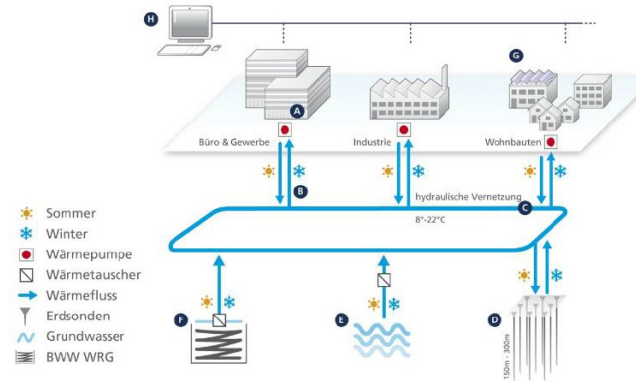 H
G
A
Büro & Gewerbe
Industrie
Wohnbauten
B
hydraulische Vernetzung
C
8°-22°C
Sommer
Winter
Wärmepumpe
Wärmetauscher
Wärmefluss
Erdsonden
Grundwasser
BWW WRG
F
E
D
150m - 300m